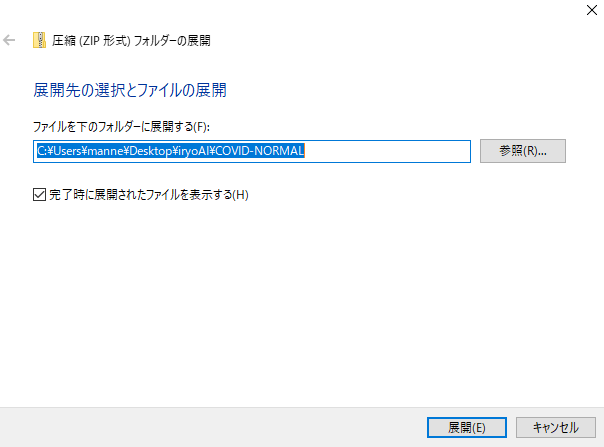 圧縮 (ZIP 形式) フォルダーの展開
展開先の選択とファイルの展開
ファイルを下のフォルダーに展開する(F):
C:¥Users¥manne¥Desktop¥iryoAI¥COVID-NORMAL
参照(R)...
完了時に展開されたファイルを表示する(H)
展開(E)
キャンセル